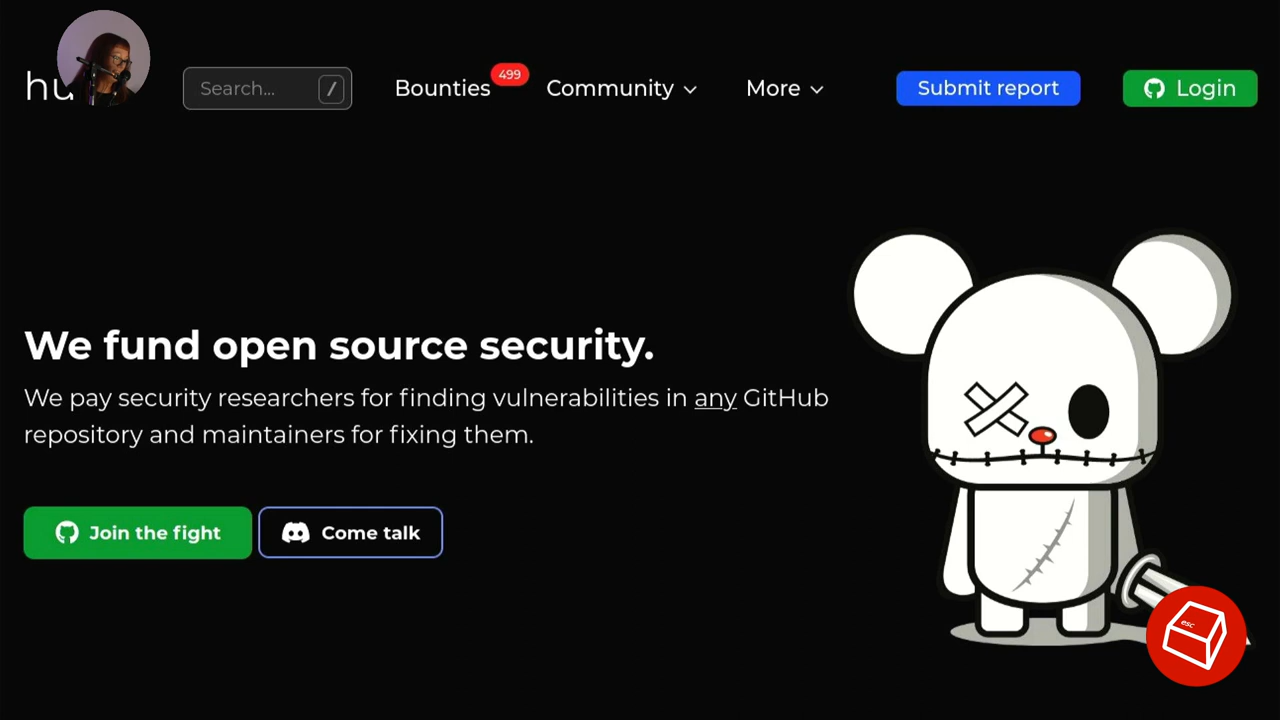 hu
Search...
/
Bounties
499
Community
More
Submit report
Login
We fund open source security.
We pay security researchers for finding vulnerabilities in any GitHub
repository and maintainers for fixing them.
Join the fight
Come talk
esc